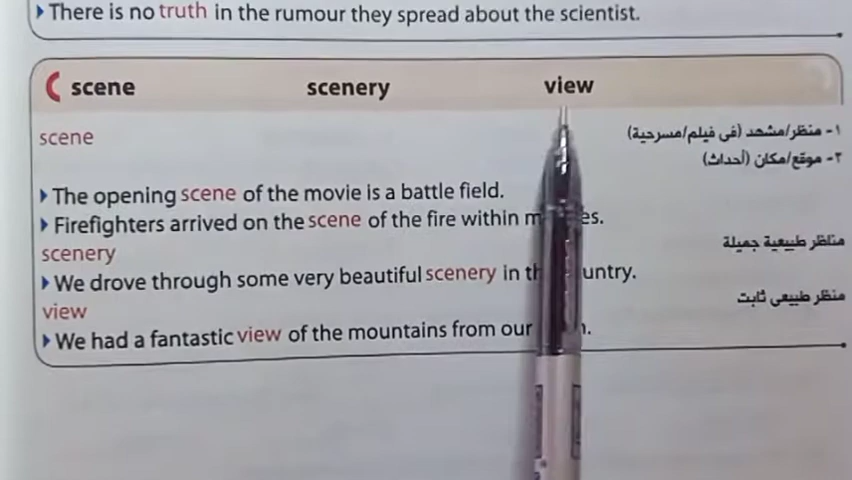 There is no truth in the rumour they spread about the scientist.
scene scenery view
scene ١- منظر/مشهد (فى فيلم/مسرحية)
٢- موقع/مكان (أحداث)
The opening scene of the movie is a battle field.
Firefighters arrived on the scene of the fire within
scenery مناظر طبيعية جميلة
We drove through some very beautiful scenery in
view منظر طبيعى ثابت
We had a fantastic view of the mountains from our